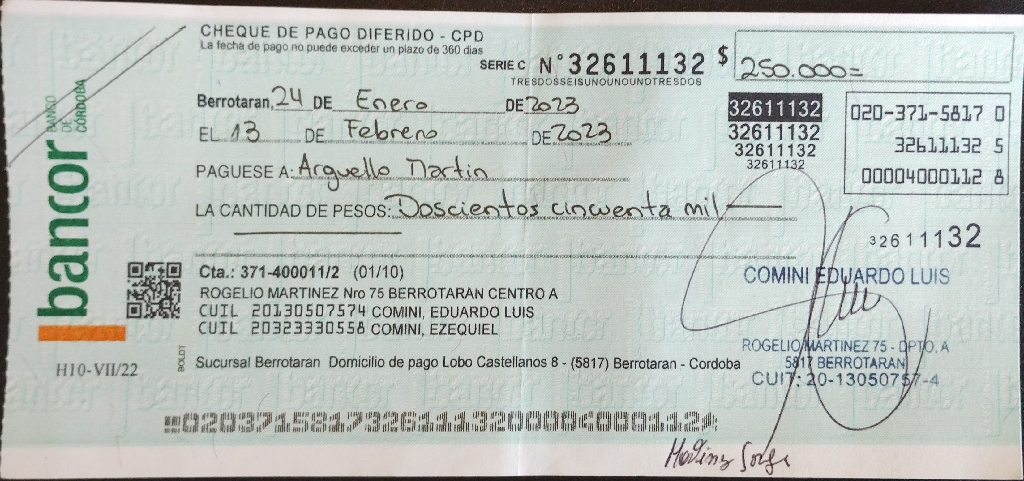 CHEQUE DE PAGO DIFERIDO - CPD
La fecha de pago no puede exceder un plazo de 360 dias
SERIE C N°32611132 $ 250.000=
TRESDOSSEISUNOUNOUNOTRESDOS
Berrotaran, 24 DE Enero DE 2023
EL 13 DE Febrero DE 2023
PAGUESE A: Arguello Martin
LA CANTIDAD DE PESOS: Doscientos cincuenta mil
32611132
32611132
32611132
32611132
020-371-5817 0
32611132 5
00004000112 8
32611132
bancor
BANCO
DE
CÓRDOBA
Cta.: 371-400011/2 (01/10)
ROGELIO MARTINEZ Nro 75 BERROTARAN CENTRO A
CUIL 20130507574 COMINI, EDUARDO LUIS
CUIL 20323330558 COMINI, EZEQUIEL
Sucursal Berrotaran Domicilio de pago Lobo Castellanos 8 - (5817) Berrotaran - Cordoba
COMINI EDUARDO LUIS
ROGELIO MARTINEZ 75 - DPTO. A
5817 BERROTARAN
CUIT: 20-13050757-4
H10-VII/22
BOLDT
02037158173261113200004000112